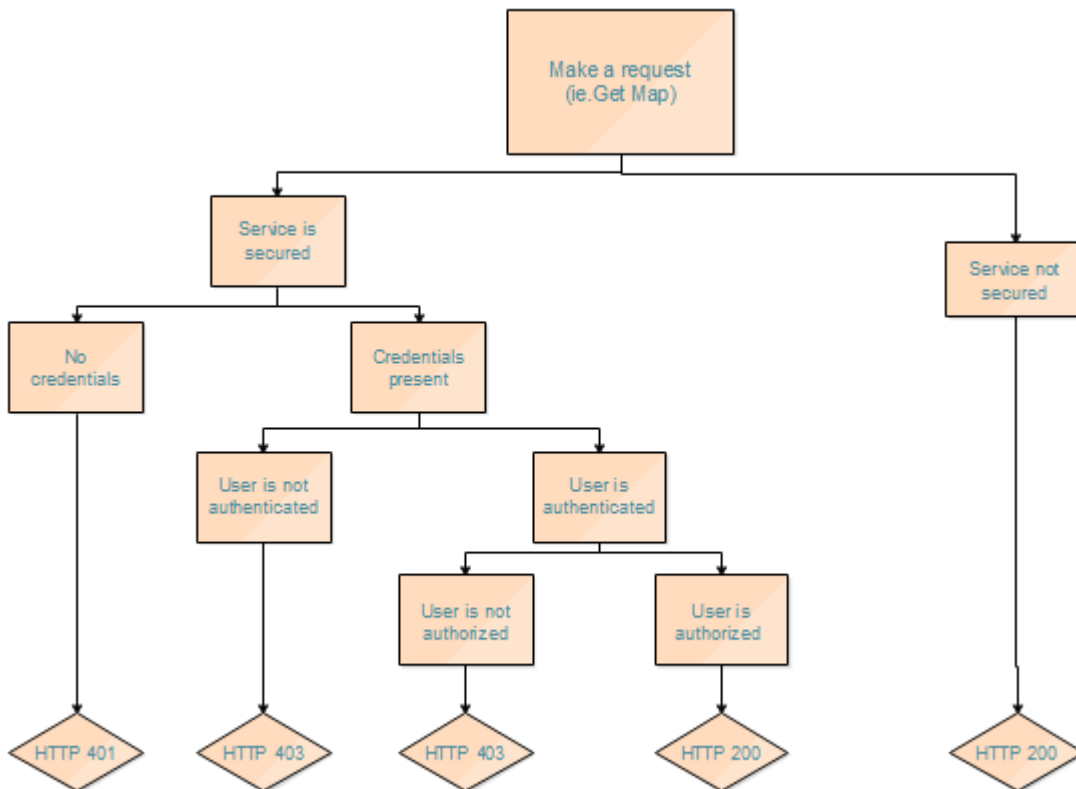 Make a request
(ie.Get Map)
Service is
secured
Service not
secured
No
credentials
Credentials
present
User is not
authenticated
User is
authenticated
User is not
authorized
User is
authorized
HTTP 401
HTTP 403
HTTP 403
HTTP 200
HTTP 200